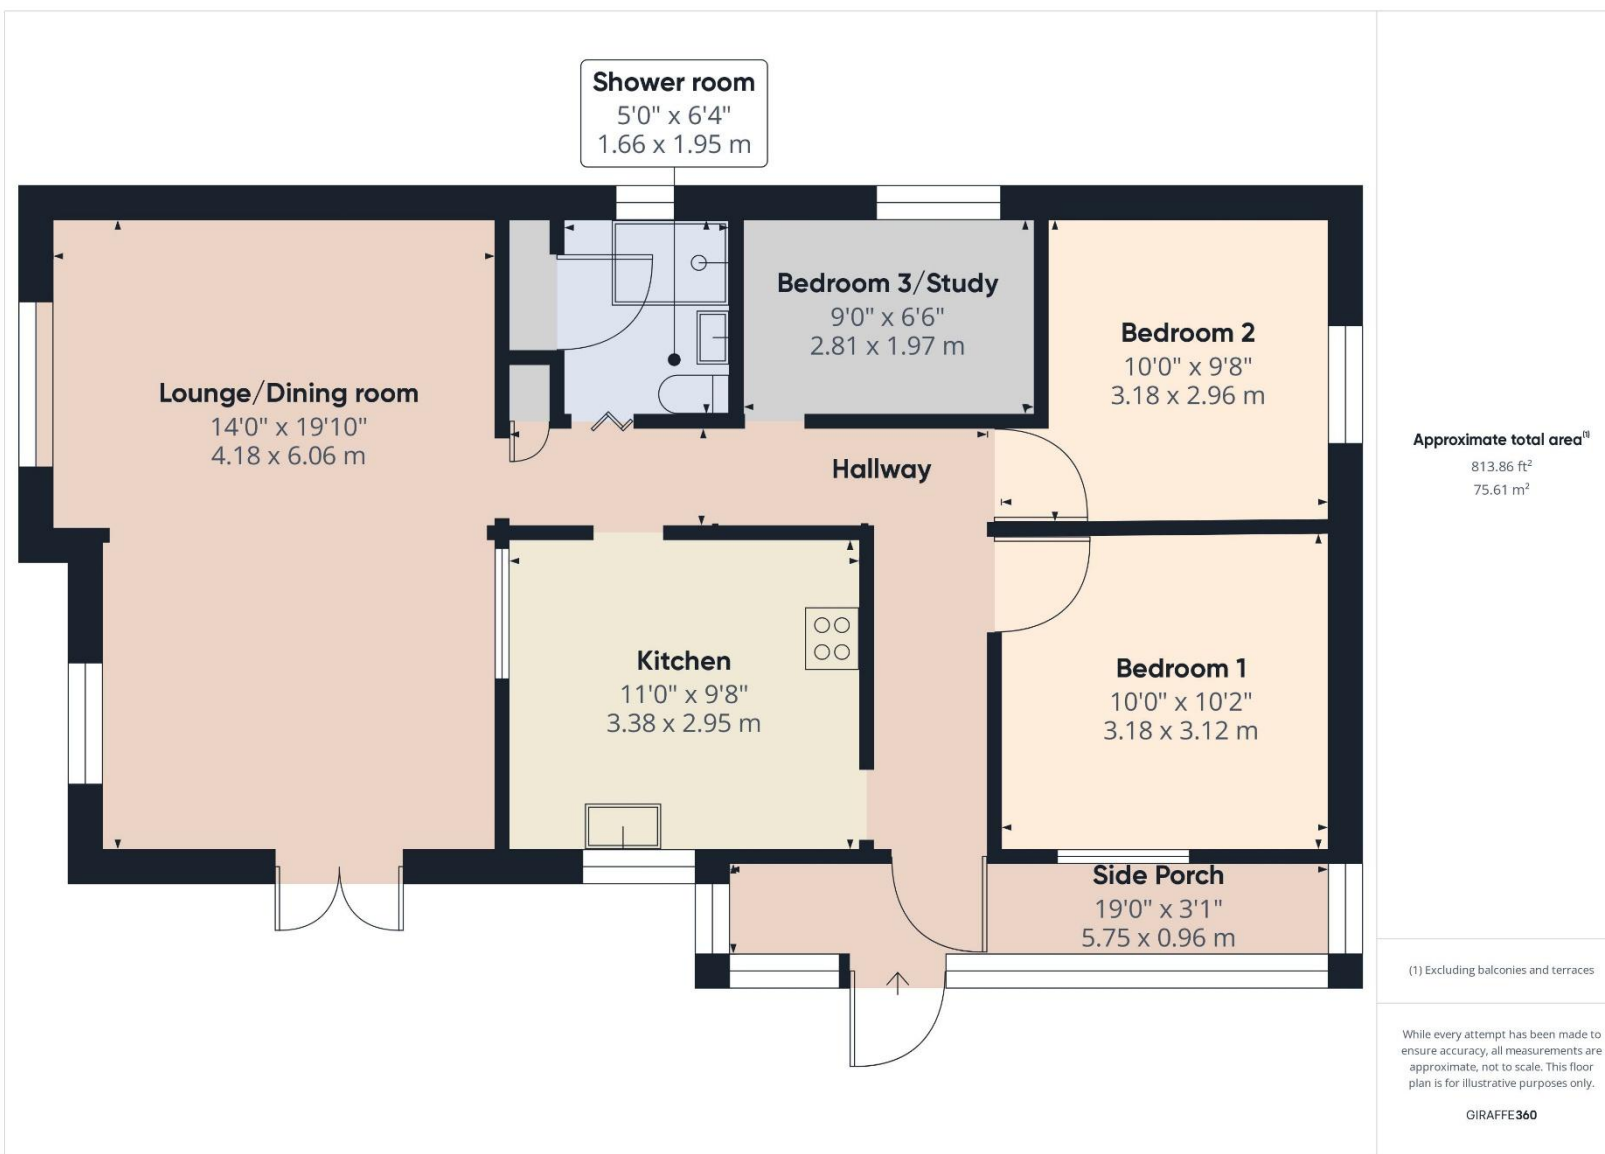 Shower room
5'0" x 6'4"
1.66 x 1.95 m
Lounge/Dining room
14'0" x 19'10"
4.18 x 6.06 m
Bedroom 3/Study
9'0" x 6'6"
2.81 x 1.97 m
Bedroom 2
10'0" x 9'8"
3.18 x 2.96 m
Hallway
Kitchen
11'0" x 9'8"
3.38 x 2.95 m
Bedroom 1
10'0" x 10'2"
3.18 x 3.12 m
Side Porch
19'0" x 3'1"
5.75 x 0.96 m
Approximate total area⁽¹⁾
813.86 ft²
75.61 m²
(1) Excluding balconies and terraces
While every attempt has been made to
ensure accuracy, all measurements are
approximate, not to scale. This floor
plan is for illustrative purposes only.
GIRAFFE360